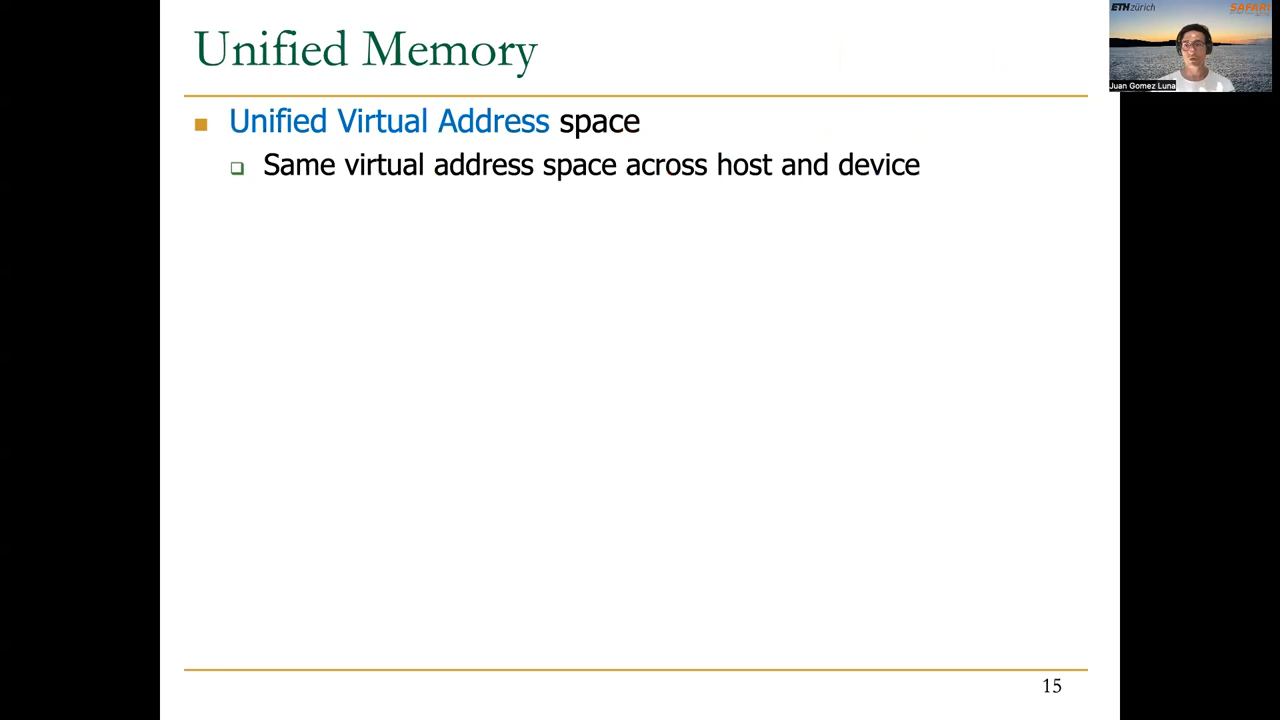 Unified Memory
Unified Virtual Address space
Same virtual address space across host and device
15
ETH zürich
SAFARI
Juan Gomez Luna